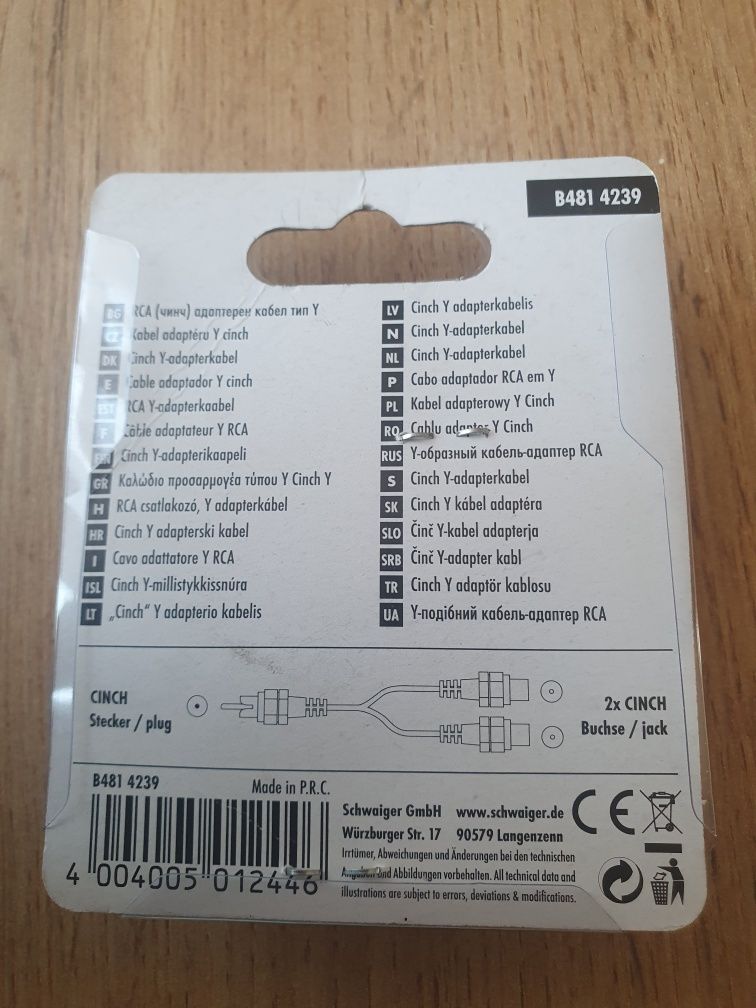 B481 4239
BG RCA (чинч) адаптерен кабел тип Y
CZ Kabel adaptéru Y cinch
DK Cinch Y-adapterkabel
E Cable adaptador Y cinch
EST RCA Y-adapterkaabel
F Câble adaptateur Y RCA
FIN Cinch Y-adapterikaapeli
GR Καλώδιο προσαρμογέα τύπου Y Cinch Y
H RCA csatlakozó, Y adapterkábel
HR Cinch Y adapterski kabel
I Cavo adattatore Y RCA
ISL Cinch Y-millistykkissnúra
LT „Cinch“ Y adapterio kabelis
LV Cinch Y adapterkabelis
N Cinch Y-adapterkabel
NL Cinch Y-adapterkabel
P Cabo adaptador RCA em Y
PL Kabel adapterowy Y Cinch
RO Cablu adapter Y Cinch
RUS Y-образный кабель-адаптер RCA
S Cinch Y-adapterkabel
SK Cinch Y kábel adaptéra
SLO Činč Y-kabel adapterja
SRB Činč Y-adapter kabl
TR Cinch Y adaptör kablosu
UA Y-подібний кабель-адаптер RCA
CINCH
Stecker / plug
2x CINCH
Buchse / jack
B481 4239
Made in P.R.C.
4 004005 012446
Schwaiger GmbH www.schwaiger.de
Würzburger Str. 17 90579 Langenzenn
Irrtümer, Abweichungen und Änderungen bei den technischen
Angaben und Abbildungen vorbehalten. All technical data and
illustrations are subject to errors, deviations & modifications.
CE